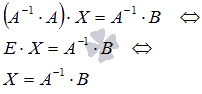 (A⁻¹ · A) · X = A⁻¹ · B ⇔
E · X = A⁻¹ · B ⇔
X = A⁻¹ · B